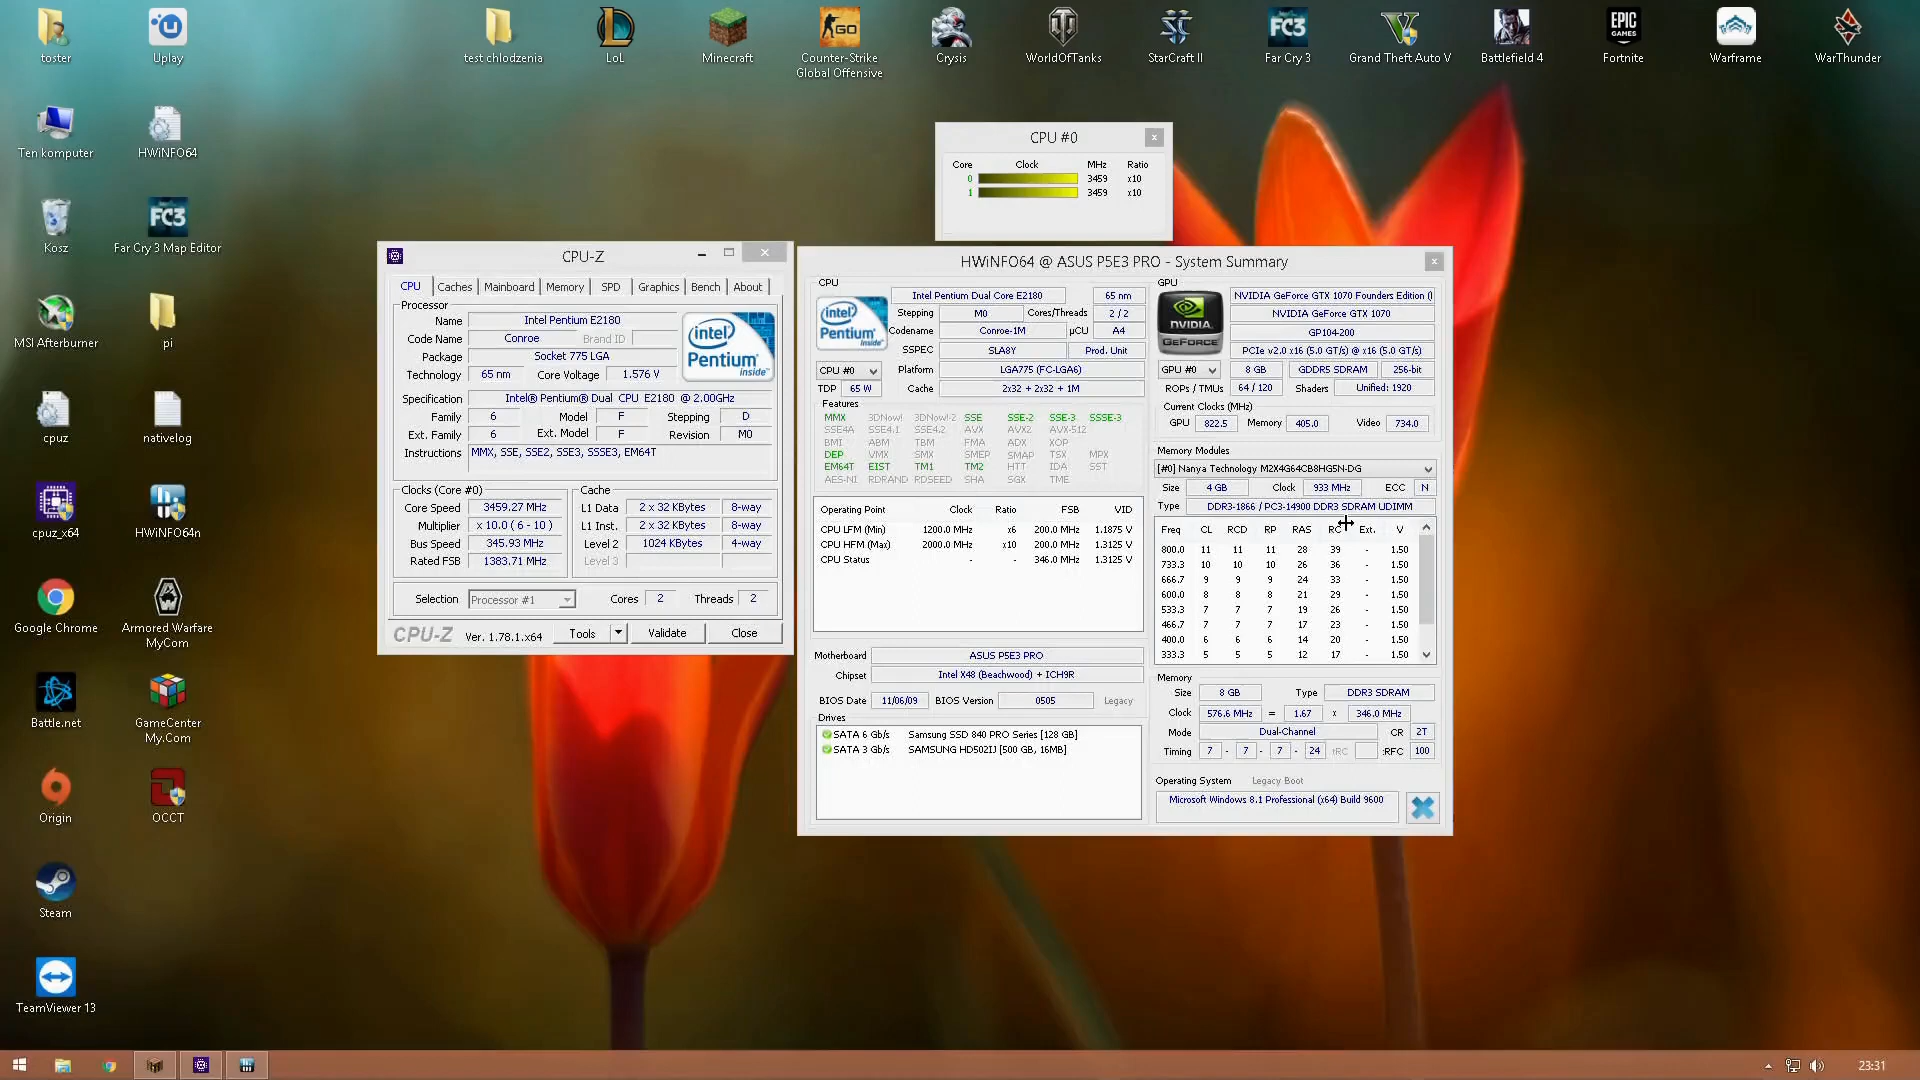 toster
Uplay
test chlodzenia
LoL
Minecraft
Counter-Strike
Global Offensive
Crysis
WorldOfTanks
StarCraft II
Far Cry 3
Grand Theft Auto V
Battlefield 4
Fortnite
Warframe
WarThunder
Ten komputer
HWiNFO64
Kosz
Far Cry 3 Map Editor
MSI Afterburner
pi
cpuz
nativelog
cpuz_x64
HWiNFO64n
Google Chrome
Armored Warfare
MyCom
Battle.net
GameCenter
My.Com
Origin
OCCT
Steam
TeamViewer 13
CPU #0
Core Clock MHz Ratio
0 3459 x10
1 3459 x10
CPU-Z
CPU Caches Mainboard Memory SPD Graphics Bench About
Processor
Name Intel Pentium E2180
Code Name Conroe Brand ID
Package Socket 775 LGA
Technology 65 nm Core Voltage 1.576 V
intel Pentium inside
Specification Intel® Pentium® Dual CPU E2180 @ 2.00GHz
Family 6 Model F Stepping D
Ext. Family 6 Ext. Model F Revision M0
Instructions MMX, SSE, SSE2, SSE3, SSSE3, EM64T
Clocks (Core #0)
Core Speed 3459.27 MHz
Multiplier x 10.0 ( 6 - 10 )
Bus Speed 345.93 MHz
Rated FSB 1383.71 MHz
Cache
L1 Data 2 x 32 KBytes 8-way
L1 Inst. 2 x 32 KBytes 8-way
Level 2 1024 KBytes 4-way
Level 3
Selection Processor #1 Cores 2 Threads 2
CPU-Z Ver. 1.78.1.x64 Tools Validate Close
HWiNFO64 @ ASUS P5E3 PRO - System Summary
CPU
intel Pentium inside
Intel Pentium Dual Core E2180 65 nm
Stepping M0 Cores/Threads 2 / 2
Codename Conroe-1M µCU A4
SSPEC SLA8Y Prod. Unit
CPU #0 Platform LGA775 (FC-LGA6)
TDP 65 W Cache 2x32 + 2x32 + 1M
Features
MMX 3DNow! 3DNow!-2 SSE SSE-2 SSE-3 SSSE-3
SSE4A SSE4.1 SSE4.2 AVX AVX2 AVX-512
BMI ABM TBM FMA ADX XOP
DEP VMX SMX SMEP SMAP TSX MPX
EM64T EIST TM1 TM2 HTT IDA SST
AES-NI RDRAND RDSEED SHA SGX TME
Operating Point Clock Ratio FSB VID
CPU LFM (Min) 1200.0 MHz x6 200.0 MHz 1.1875 V
CPU HFM (Max) 2000.0 MHz x10 200.0 MHz 1.3125 V
CPU Status - - 346.0 MHz 1.3125 V
Motherboard ASUS P5E3 PRO
Chipset Intel X48 (Beachwood) + ICH9R
BIOS Date 11/06/09 BIOS Version 0505 Legacy
Drives
SATA 6 Gb/s Samsung SSD 840 PRO Series [128 GB]
SATA 3 Gb/s SAMSUNG HD502IJ [500 GB, 16MB]
GPU
NVIDIA GEFORCE
NVIDIA GeForce GTX 1070 Founders Edition (
NVIDIA GeForce GTX 1070
GP104-200
PCIe v2.0 x16 (5.0 GT/s) @ x16 (5.0 GT/s)
GPU #0 8 GB GDDR5 SDRAM 256-bit
ROPs / TMUs 64 / 120 Shaders Unified: 1920
Current Clocks (MHz)
GPU 822.5 Memory 405.0 Video 734.0
Memory Modules
[#0] Nanya Technology M2X4G64CB8HG5N-DG
Size 4 GB Clock 933 MHz ECC N
Type DDR3-1866 / PC3-14900 DDR3 SDRAM UDIMM
Freq CL RCD RP RAS RC Ext. V
800.0 11 11 11 28 39 - 1.50
733.3 10 10 10 26 36 - 1.50
666.7 9 9 9 24 33 - 1.50
600.0 8 8 8 21 29 - 1.50
533.3 7 7 7 19 26 - 1.50
466.7 7 7 7 17 23 - 1.50
400.0 6 6 6 14 20 - 1.50
333.3 5 5 5 12 17 - 1.50
Memory
Size 8 GB Type DDR3 SDRAM
Clock 576.6 MHz = 1.67 x 346.0 MHz
Mode Dual-Channel CR 2T
Timing 7 - 7 - 7 - 24 tRC tRFC 100
Operating System Legacy Boot
Microsoft Windows 8.1 Professional (x64) Build 9600
23:31